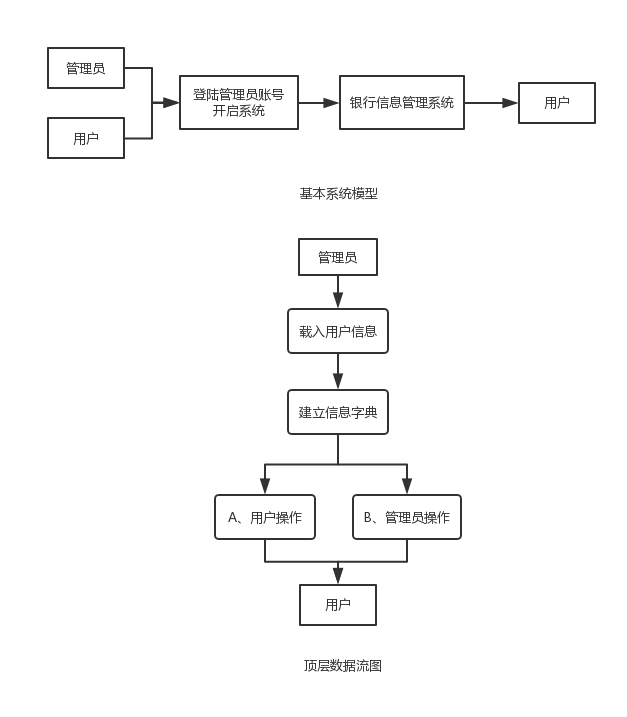 管理员
用户
登陆管理员账号
开启系统
银行信息管理系统
用户
基本系统模型
管理员
载入用户信息
建立信息字典
A、用户操作
B、管理员操作
用户
顶层数据流图